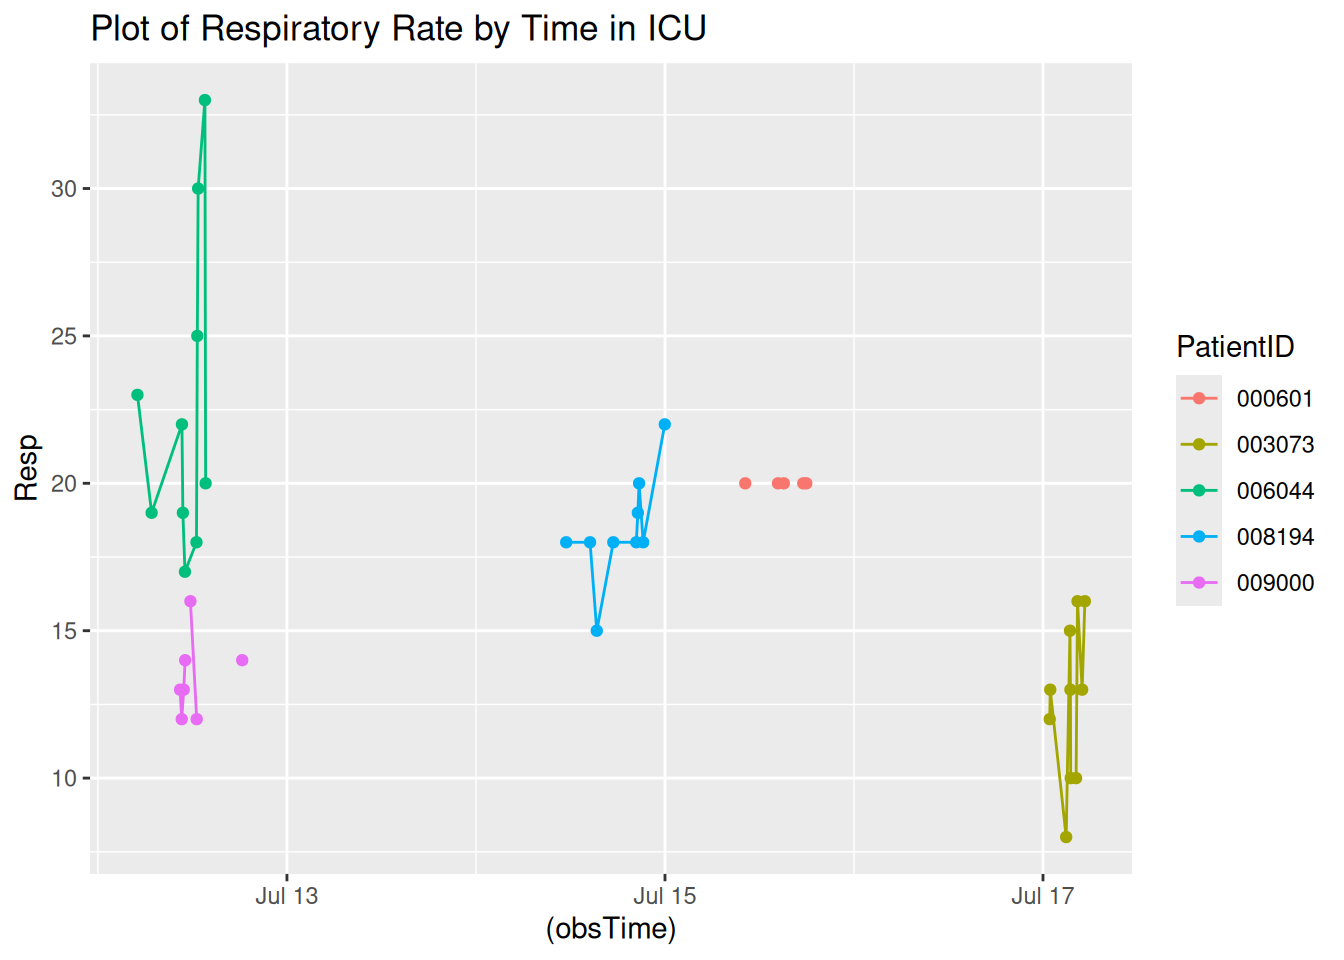 Plot of Respiratory Rate by Time in ICU
Resp
30
25
20
15
10
Jul 13
Jul 15
Jul 17
(obsTime)
PatientID
000601
003073
006044
008194
009000